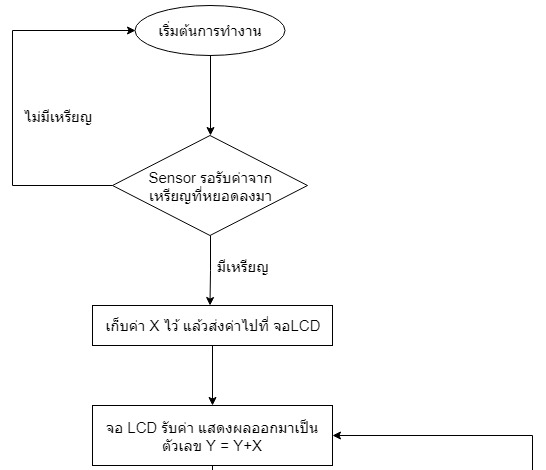 เริ่มต้นการทำงาน
ไม่มีเหรียญ
Sensor รอรับค่าจาก
เหรียญที่หยอดลงมา
มีเหรียญ
เก็บค่า X ไว้ แล้วส่งค่าไปที่ จอLCD
จอ LCD รับค่า แสดงผลออกมาเป็น
ตัวเลข Y = Y+X